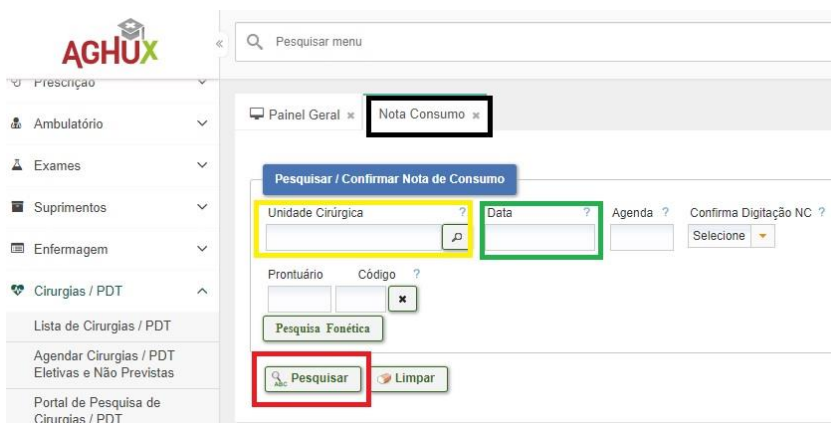 AGHUX
«
Pesquisar menu
Prescrição
Ambulatório
Exames
Suprimentos
Enfermagem
Cirurgias / PDT
Lista de Cirurgias / PDT
Agendar Cirurgias / PDT
Eletivas e Não Previstas
Portal de Pesquisa de
Cirurgias / PDT
Painel Geral × Nota Consumo ×
Pesquisar / Confirmar Nota de Consumo
Unidade Cirúrgica ? Data ? Agenda ? Confirma Digitação NC ?
Selecione
Prontuário Código ?
Pesquisa Fonética
ABC Pesquisar Limpar